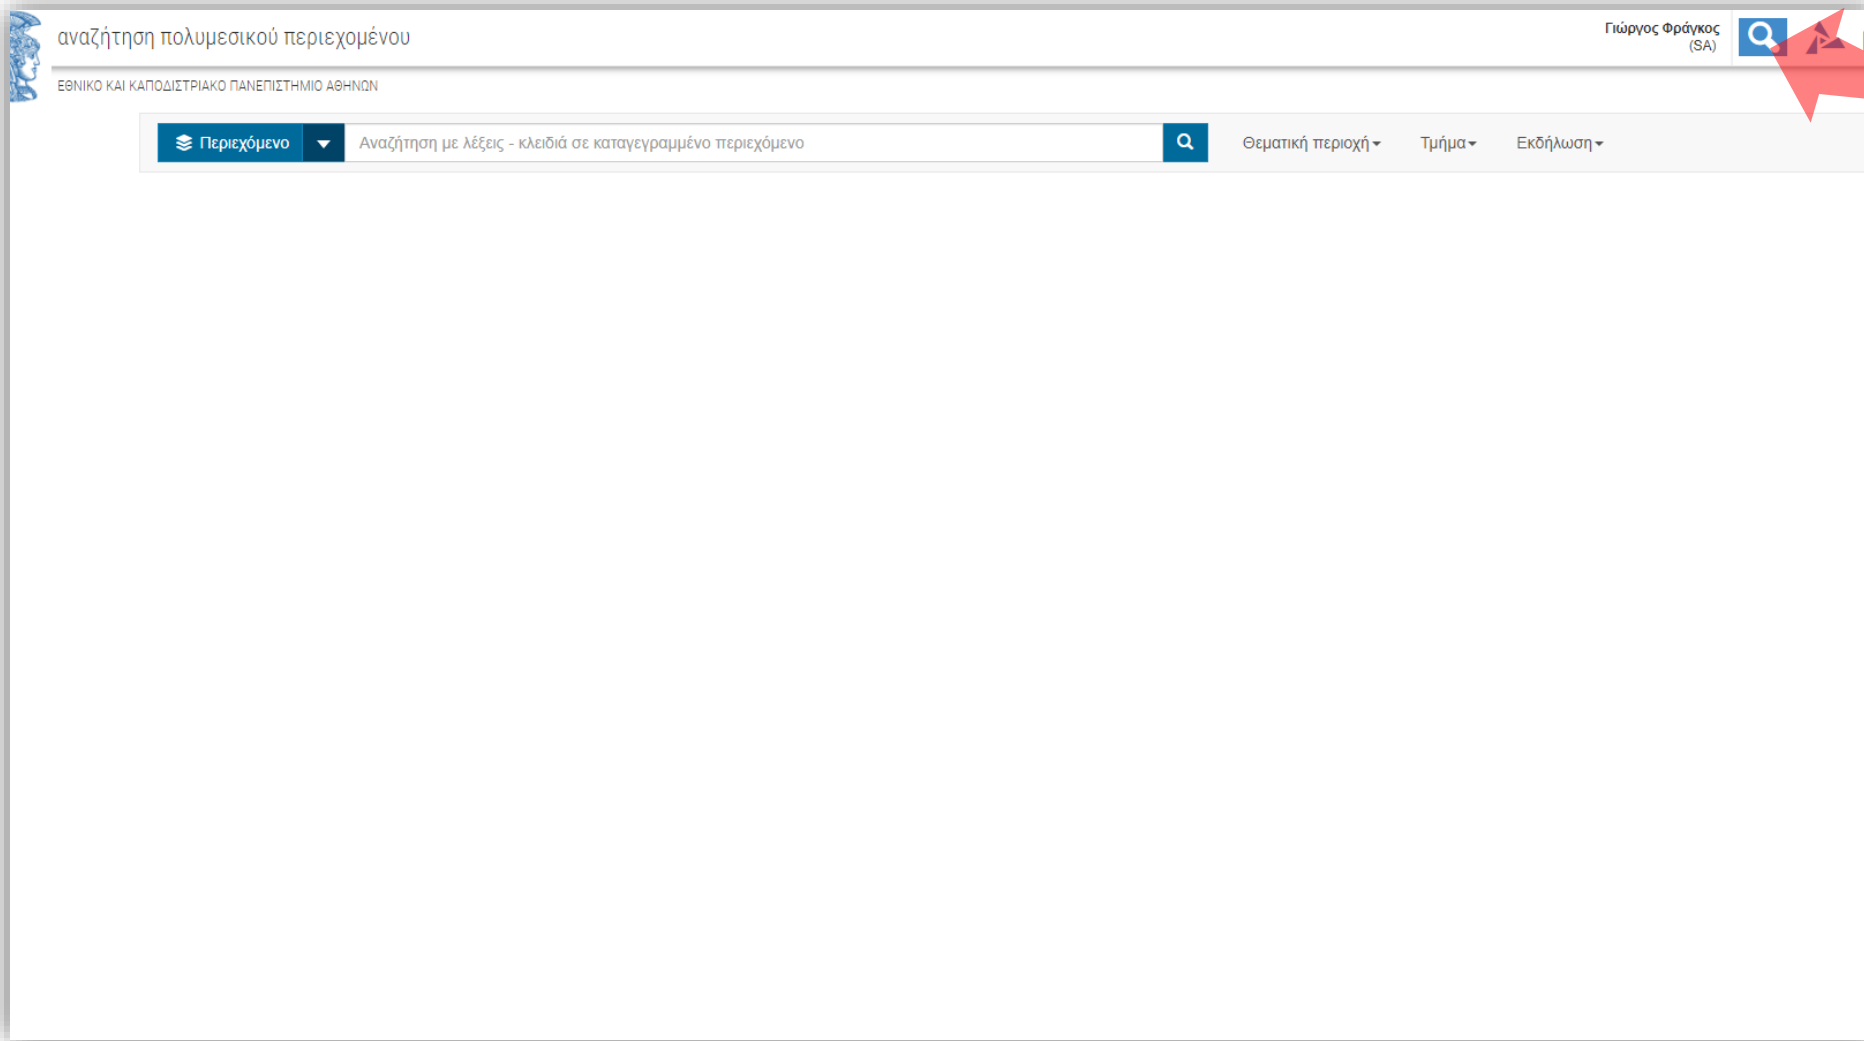 αναζήτηση πολυμεσικού περιεχομένου
Γιώργος Φράγκος
(SA)
ΕΘΝΙΚΟ ΚΑΙ ΚΑΠΟΔΙΣΤΡΙΑΚΟ ΠΑΝΕΠΙΣΤΗΜΙΟ ΑΘΗΝΩΝ
Περιεχόμενο Αναζήτηση με λέξεις - κλειδιά σε καταγεγραμμένο περιεχόμενο Θεματική περιοχή Τμήμα Εκδήλωση